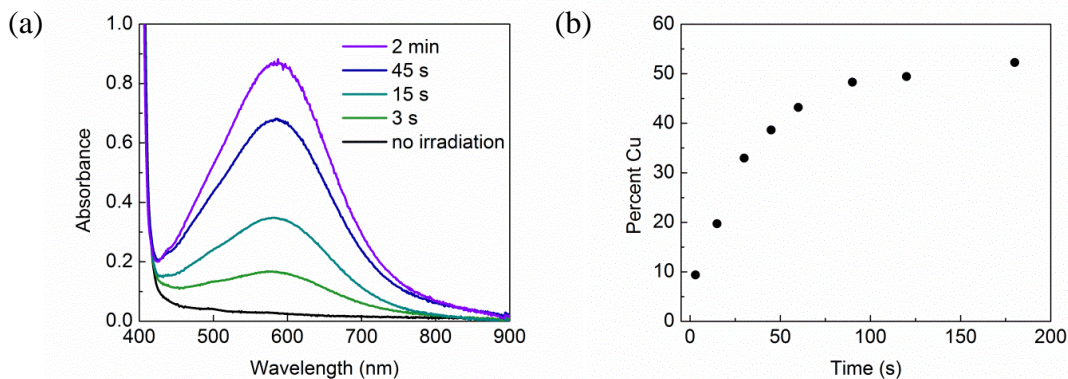 (a)
1.0
0.8
0.6
0.4
0.2
0.0
Absorbance
2 min
45 s
15 s
3 s
no irradiation
400 500 600 700 800 900
Wavelength (nm)
(b)
60
50
40
30
20
10
0
Percent Cu
0 50 100 150 200
Time (s)